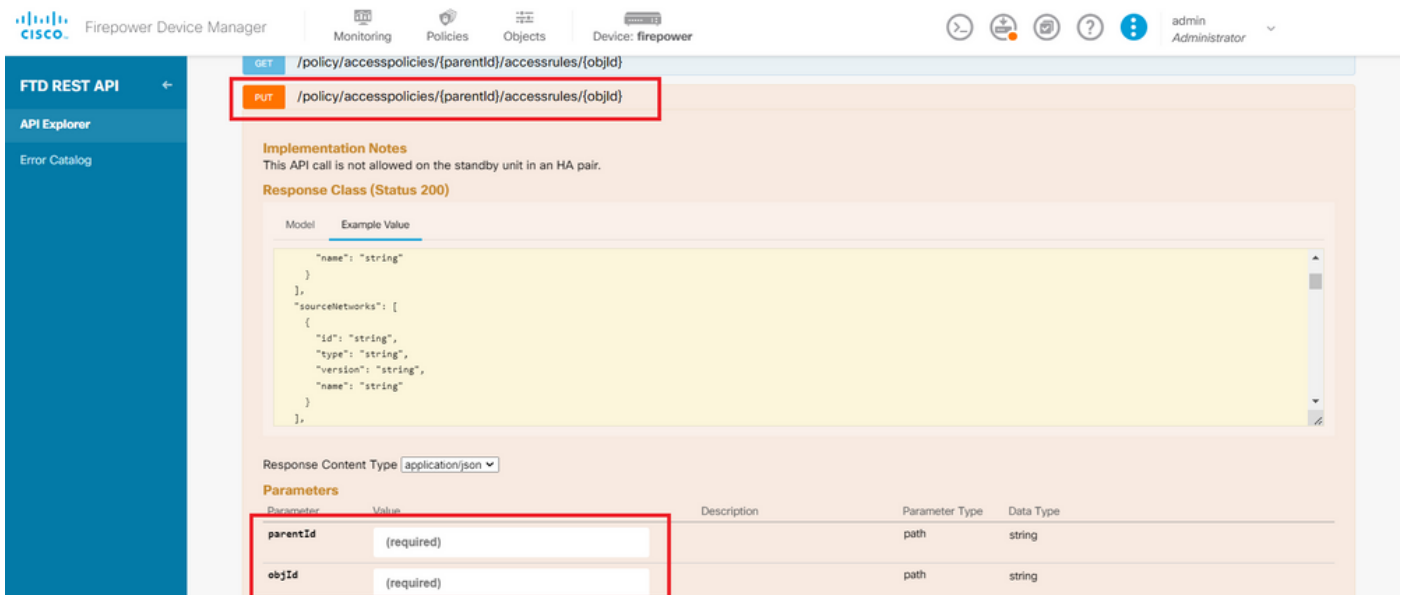 CISCO. Firepower Device Manager Monitoring Policies Objects Device: firepower admin
Administrator
FTD REST API
API Explorer
Error Catalog
GET /policy/accesspolicies/{parentId}/accessrules/{objId}
PUT /policy/accesspolicies/{parentId}/accessrules/{objId}
Implementation Notes
This API call is not allowed on the standby unit in an HA pair.
Response Class (Status 200)
Model Example Value
"name": "string"
}
],
"sourceNetworks": [
{
"id": "string",
"type": "string",
"version": "string",
"name": "string"
}
],
Response Content Type application/json
Parameters
Parameter Value Description Parameter Type Data Type
parentId (required) path string
objId (required) path string